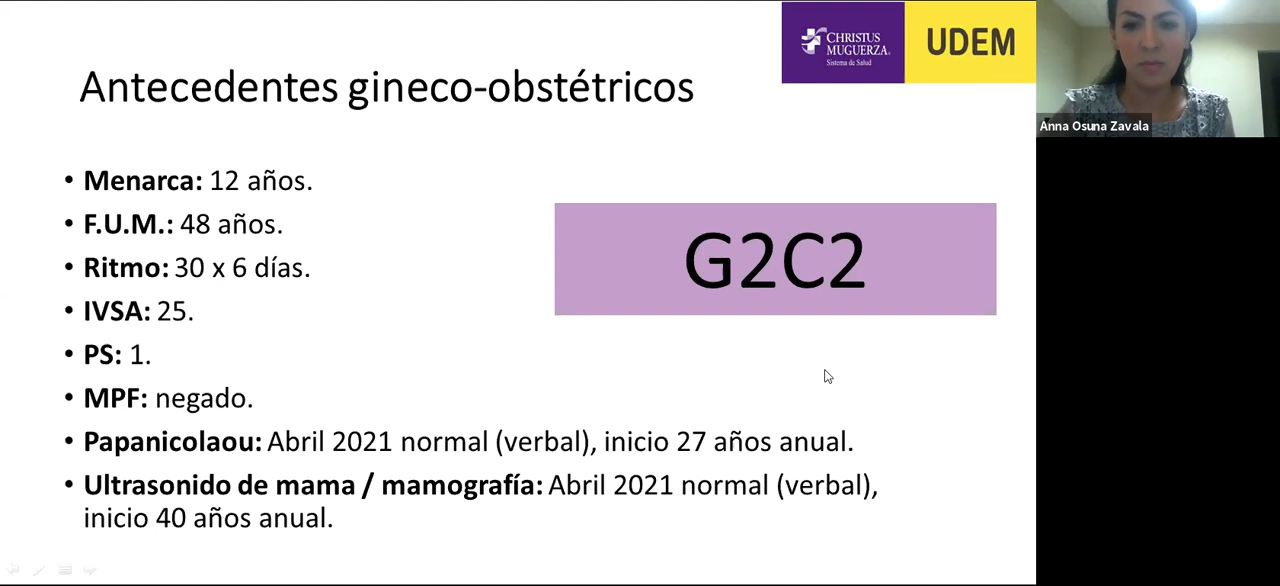 CHRISTUS
MUGUERZA
Sistema de Salud
UDEM
Antecedentes gineco-obstétricos
Anna Osuna Zavala
• Menarca: 12 años.
• F.U.M.: 48 años.
• Ritmo: 30 x 6 días.
• IVSA: 25.
• PS: 1.
• MPF: negado.
• Papanicolaou: Abril 2021 normal (verbal), inicio 27 años anual.
• Ultrasonido de mama / mamografía: Abril 2021 normal (verbal),
inicio 40 años anual.
G2C2